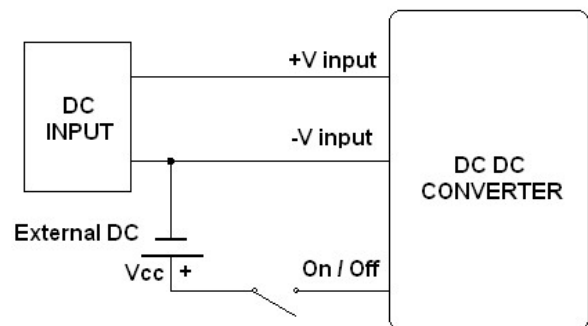 +V input
DC
INPUT
-V input
DC DC
CONVERTER
External DC
Vcc +
On / Off